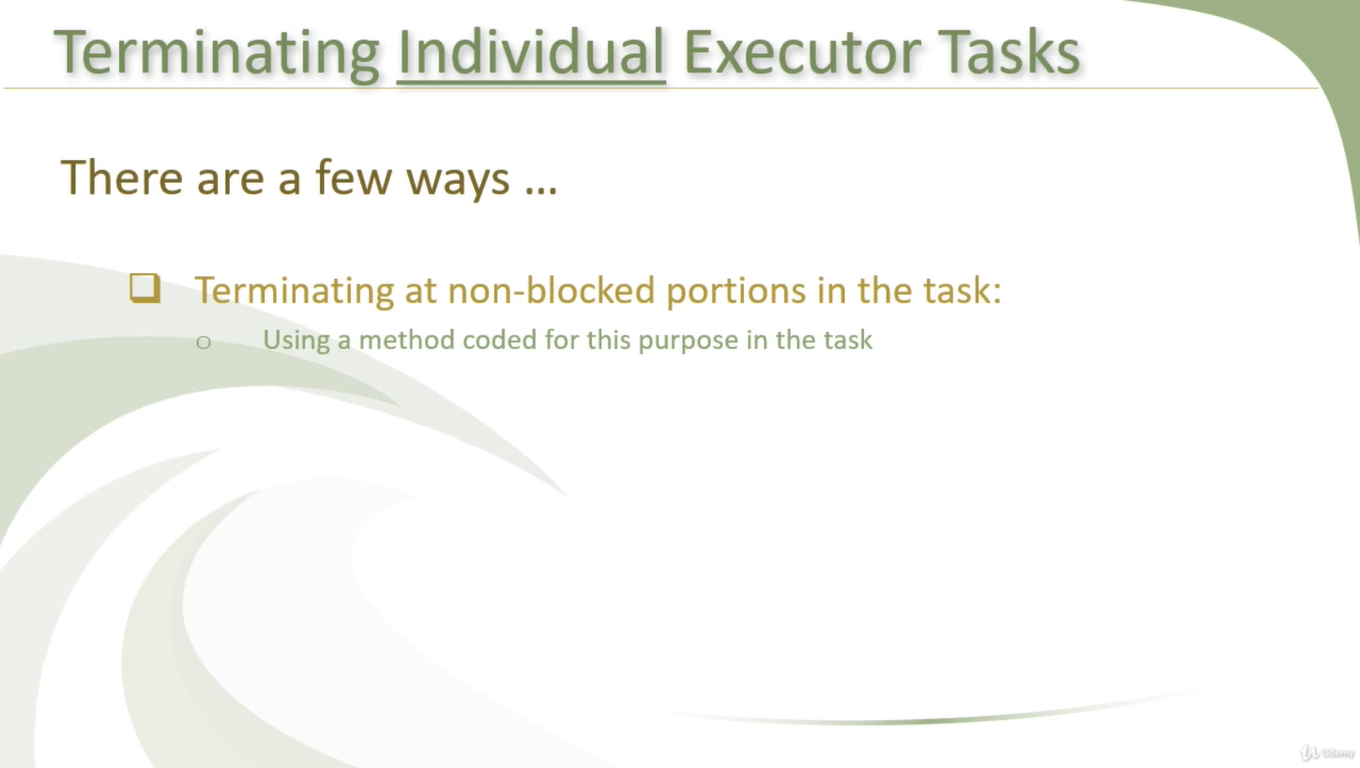 Terminating Individual Executor Tasks
There are a few ways ...
Terminating at non-blocked portions in the task:
Using a method coded for this purpose in the task
Udemy